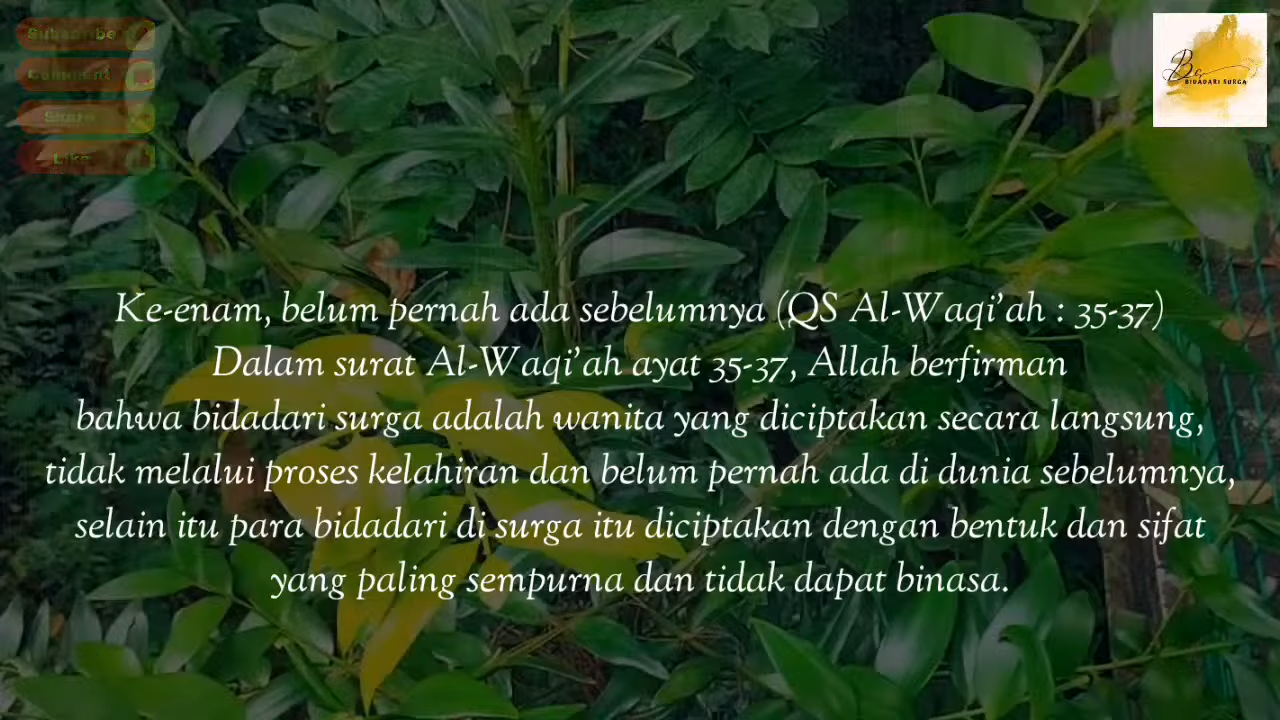 Subscribe
Comment
Share
Like
Bs
BIDADARI SURGA
Ke-enam, belum pernah ada sebelumnya (QS Al-Waqi'ah : 35-37)
Dalam surat Al-Waqi'ah ayat 35-37, Allah berfirman
bahwa bidadari surga adalah wanita yang diciptakan secara langsung,
tidak melalui proses kelahiran dan belum pernah ada di dunia sebelumnya,
selain itu para bidadari di surga itu diciptakan dengan bentuk dan sifat
yang paling sempurna dan tidak dapat binasa.